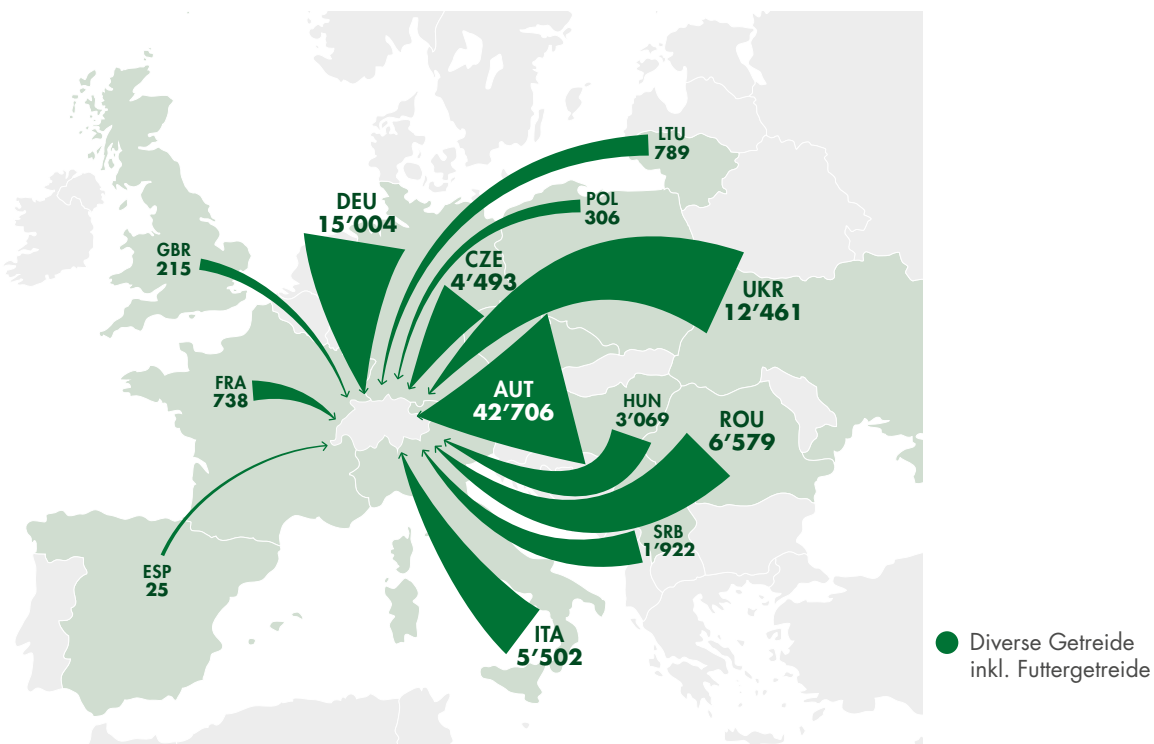 LTU
789
POL
306
DEU
15’004
GBR
215
CZE
4’493
UKR
12’461
FRA
738
AUT
42’706
HUN
3’069
ROU
6’579
SRB
1’922
ESP
25
ITA
5’502
Diverse Getreide
inkl. Futtergetreide